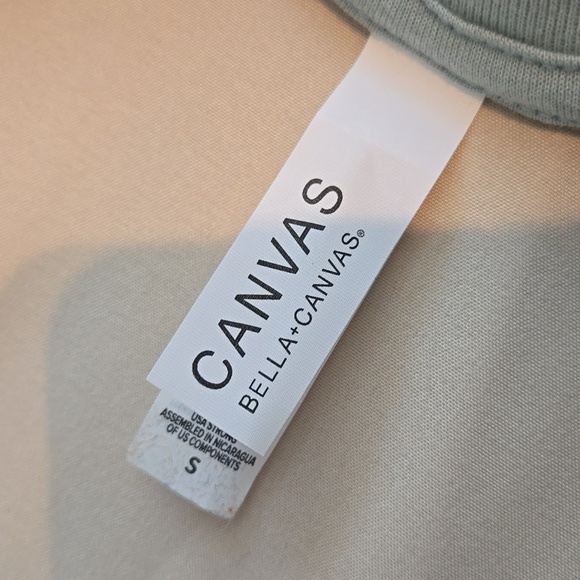 CANVAS
BELLA+CANVAS®
USA STRONG
ASSEMBLED IN NICARAGUA
OF US COMPONENTS
S